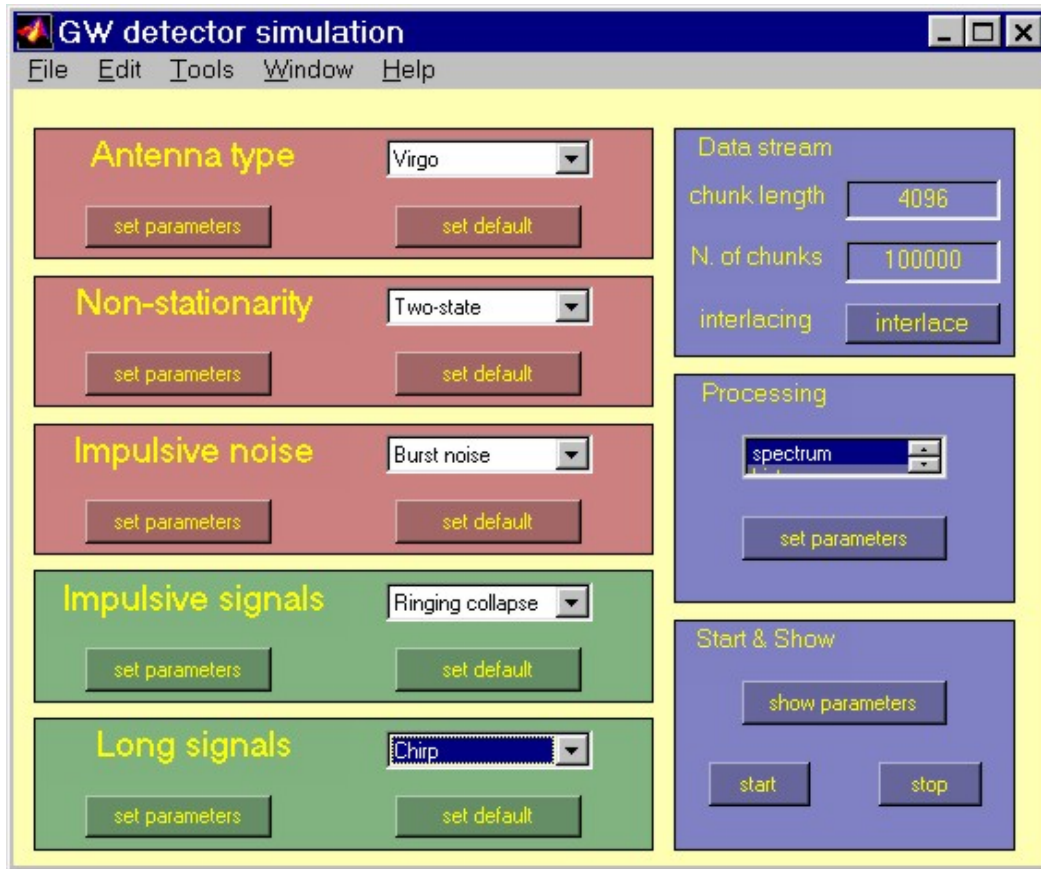 GW detector simulation
File Edit Tools Window Help
Antenna type
Virgo
set parameters
set default
Non-stationarity
Two-state
set parameters
set default
Impulsive noise
Burst noise
set parameters
set default
Impulsive signals
Ringing collapse
set parameters
set default
Long signals
Chirp
set parameters
set default
Data stream
chunk length
4096
N. of chunks
100000
interlacing
interlace
Processing
spectrum
set parameters
Start & Show
show parameters
start
stop